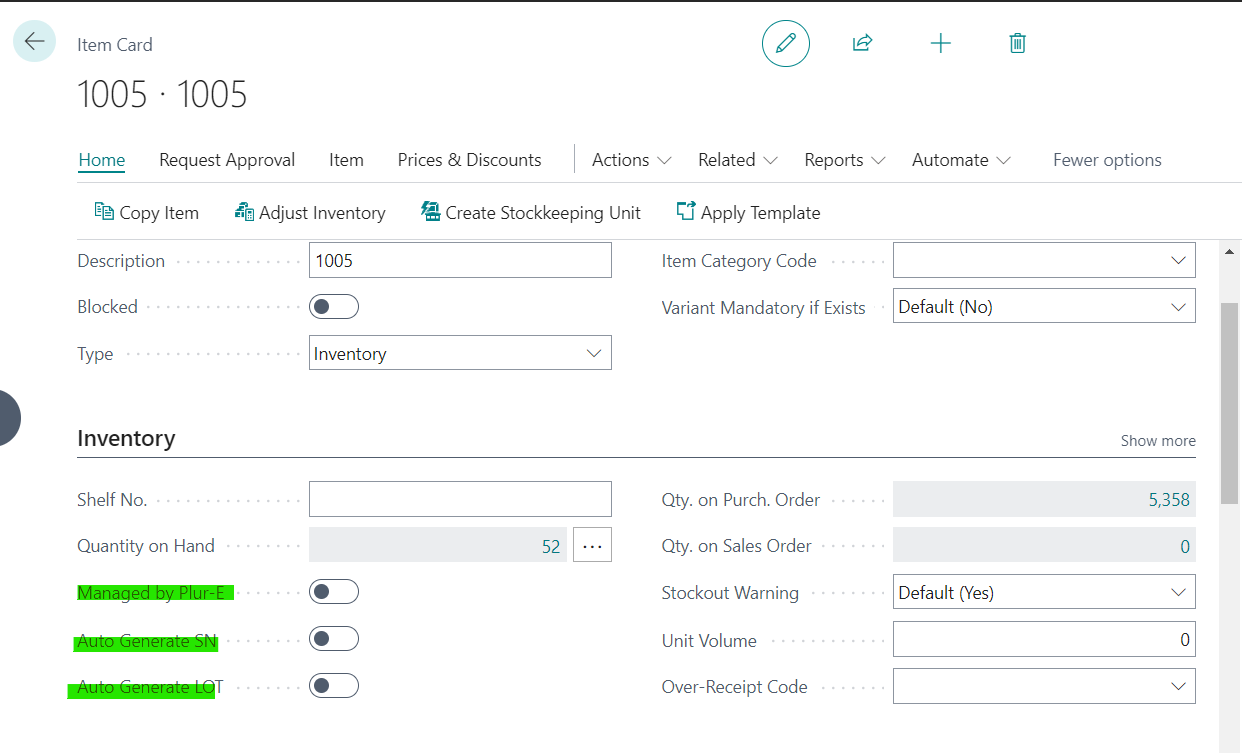 Item Card
1005 · 1005
Home Request Approval Item Prices & Discounts Actions Related Reports Automate Fewer options
Copy Item Adjust Inventory Create Stockkeeping Unit Apply Template
Description 1005 Item Category Code
Blocked Variant Mandatory if Exists Default (No)
Type Inventory
Inventory Show more
Shelf No. Qty. on Purch. Order 5,358
Quantity on Hand 52 ... Qty. on Sales Order 0
Managed by Plur-E Stockout Warning Default (Yes)
Auto Generate SN Unit Volume 0
Auto Generate LOT Over-Receipt Code